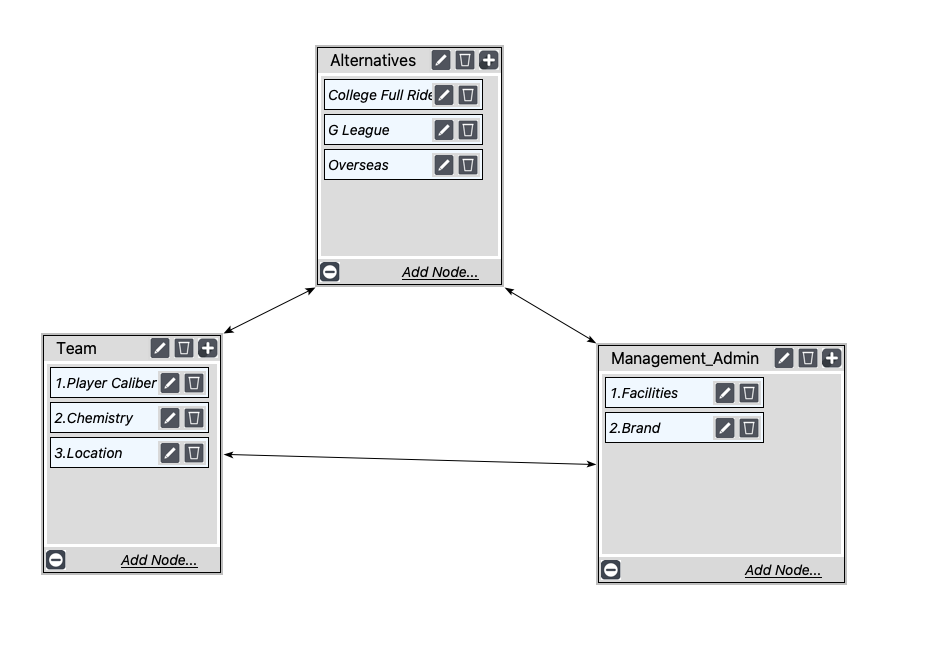 Alternatives
College Full Ride
G League
Overseas
Add Node...
Team
1.Player Caliber
2.Chemistry
3.Location
Add Node...
Management_Admin
1.Facilities
2.Brand
Add Node...